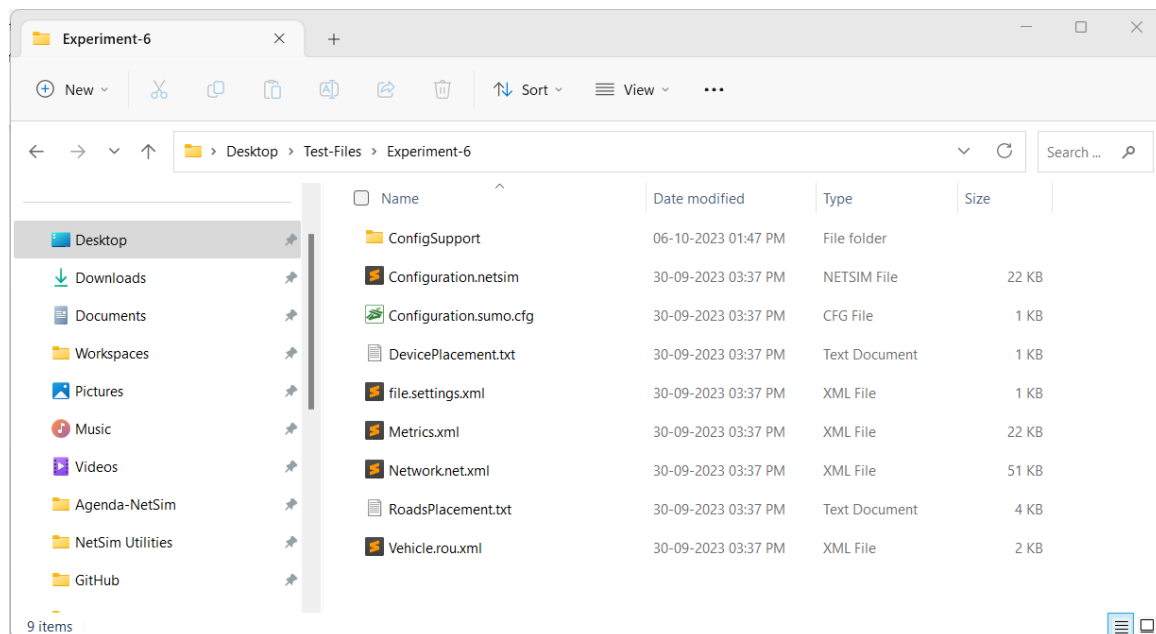 Experiment-6
New Sort View
Desktop Test-Files Experiment-6 Search ...
Name Date modified Type Size
Desktop
Downloads
Documents
Workspaces
Pictures
Music
Videos
Agenda-NetSim
NetSim Utilities
GitHub
ConfigSupport 06-10-2023 01:47 PM File folder
Configuration.netsim 30-09-2023 03:37 PM NETSIM File 22 KB
Configuration.sumo.cfg 30-09-2023 03:37 PM CFG File 1 KB
DevicePlacement.txt 30-09-2023 03:37 PM Text Document 1 KB
file.settings.xml 30-09-2023 03:37 PM XML File 1 KB
Metrics.xml 30-09-2023 03:37 PM XML File 22 KB
Network.net.xml 30-09-2023 03:37 PM XML File 51 KB
RoadsPlacement.txt 30-09-2023 03:37 PM Text Document 4 KB
Vehicle.rou.xml 30-09-2023 03:37 PM XML File 2 KB
9 items